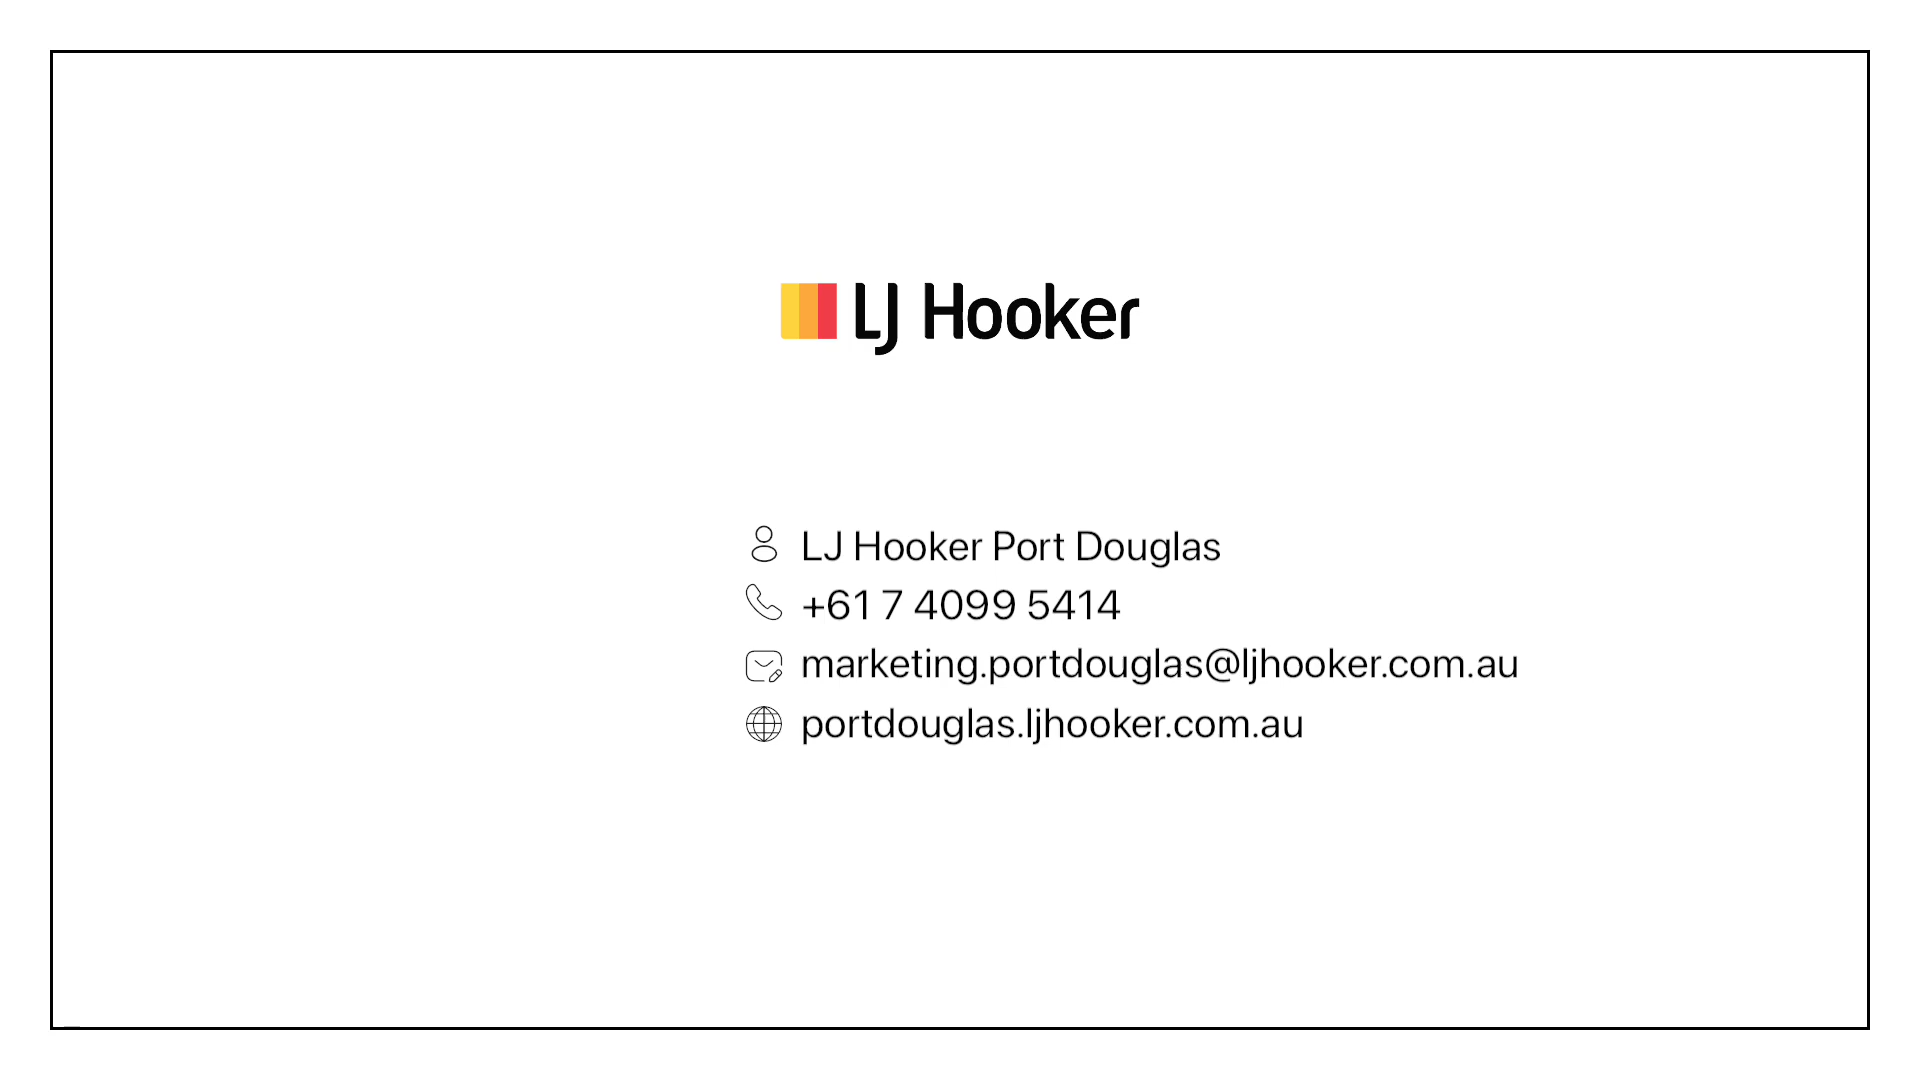 LJ Hooker
LJ Hooker Port Douglas
+61 7 4099 5414
marketing.portdouglas@ljhooker.com.au
portdouglas.ljhooker.com.au